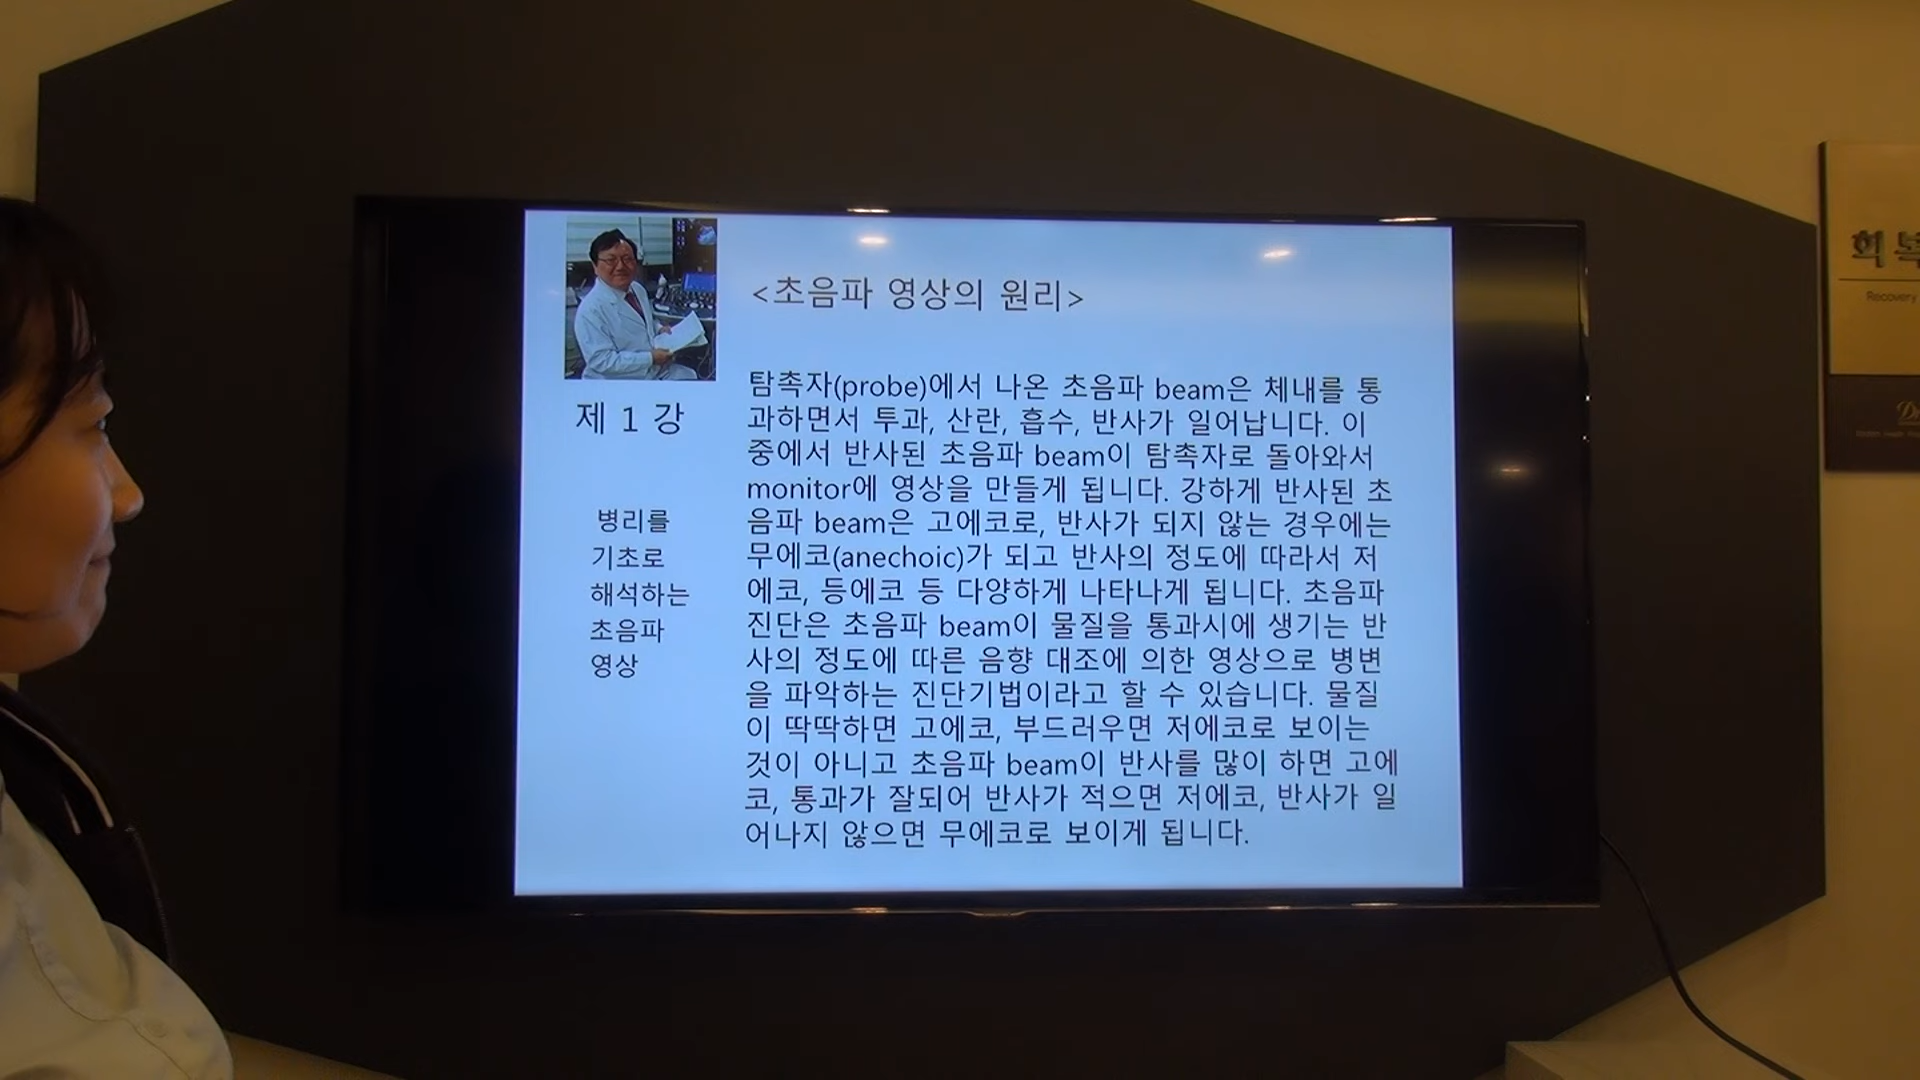 <초음파 영상의 원리>
제 1 강
병리를
기초로
해석하는
초음파
영상
탐촉자(probe)에서 나온 초음파 beam은 체내를 통
과하면서 투과, 산란, 흡수, 반사가 일어납니다. 이
중에서 반사된 초음파 beam이 탐촉자로 돌아와서
monitor에 영상을 만들게 됩니다. 강하게 반사된 초
음파 beam은 고에코로, 반사가 되지 않는 경우에는
무에코(anechoic)가 되고 반사의 정도에 따라서 저
에코, 등에코 등 다양하게 나타나게 됩니다. 초음파
진단은 초음파 beam이 물질을 통과시에 생기는 반
사의 정도에 따른 음향 대조에 의한 영상으로 병변
을 파악하는 진단기법이라고 할 수 있습니다. 물질
이 딱딱하면 고에코, 부드러우면 저에코로 보이는
것이 아니고 초음파 beam이 반사를 많이 하면 고에
코, 통과가 잘되어 반사가 적으면 저에코, 반사가 일
어나지 않으면 무에코로 보이게 됩니다.
회복
Recovery